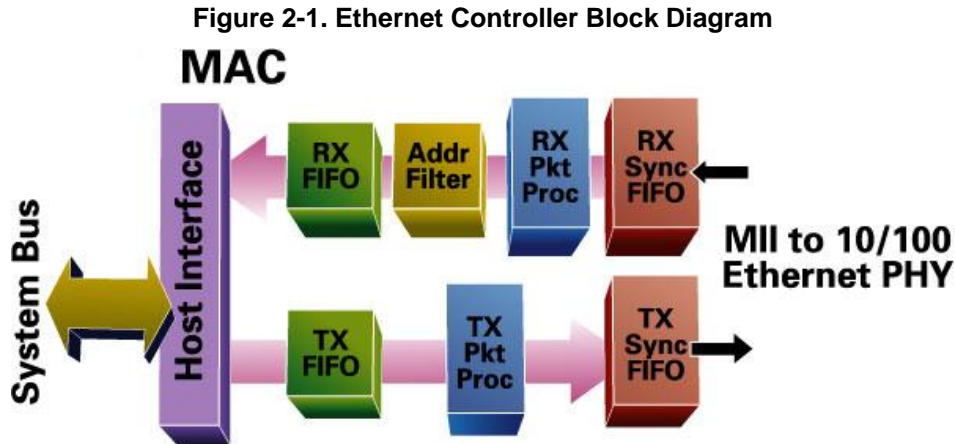 Figure 2-1. Ethernet Controller Block Diagram
MAC
System Bus
Host Interface
RX
FIFO
Addr
Filter
RX
Pkt
Proc
RX
Sync
FIFO
MII to 10/100
Ethernet PHY
TX
FIFO
TX
Pkt
Proc
TX
Sync
FIFO